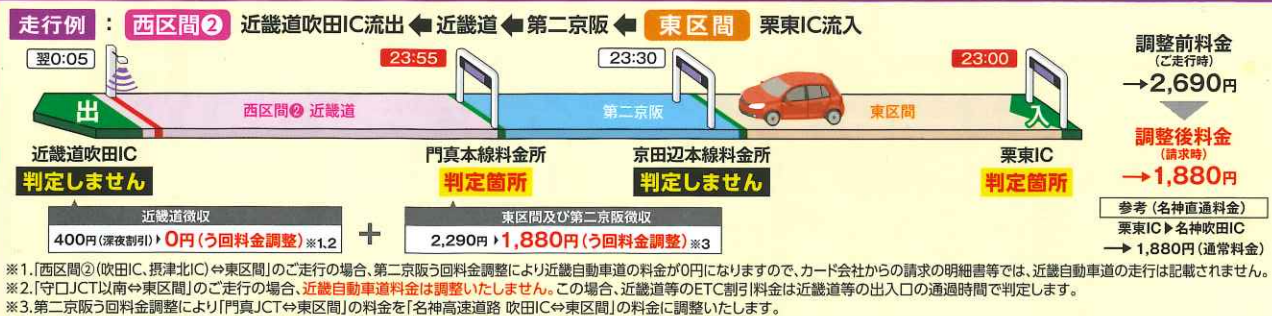 走行例 : 西区間❷ 近畿道吹田IC流出 ⬅ 近畿道 ⬅ 第二京阪 ⬅ 東区間 栗東IC流入
翌0:05
23:55
23:30
23:00
出
西区間❷ 近畿道
第二京阪
東区間
入
近畿道吹田IC
判定しません
門真本線料金所
判定箇所
京田辺本線料金所
判定しません
栗東IC
判定箇所
近畿道徴収
400円(深夜割引)▶0円(う回料金調整)※1,2
+
東区間及び第二京阪徴収
2,290円▶1,880円(う回料金調整)※3
調整前料金
(ご走行時)
→2,690円
調整後料金
(請求時)
→1,880円
参考(名神直通料金)
栗東IC▶名神吹田IC
→ 1,880円(通常料金)
※1.「西区間②(吹田IC、摂津北IC)⇔東区間」のご走行の場合、第二京阪う回料金調整により近畿自動車道の料金が0円になりますので、カード会社からの請求の明細書等では、近畿自動車道の走行は記載されません。
※2.「守口JCT以南⇔東区間」のご走行の場合、近畿自動車道料金は調整いたしません。この場合、近畿道等のETC割引料金は近畿道等の出入口の通過時間で判定します。
※3.第二京阪う回料金調整により「門真JCT⇔東区間」の料金を「名神高速道路 吹田IC⇔東区間」の料金に調整いたします。